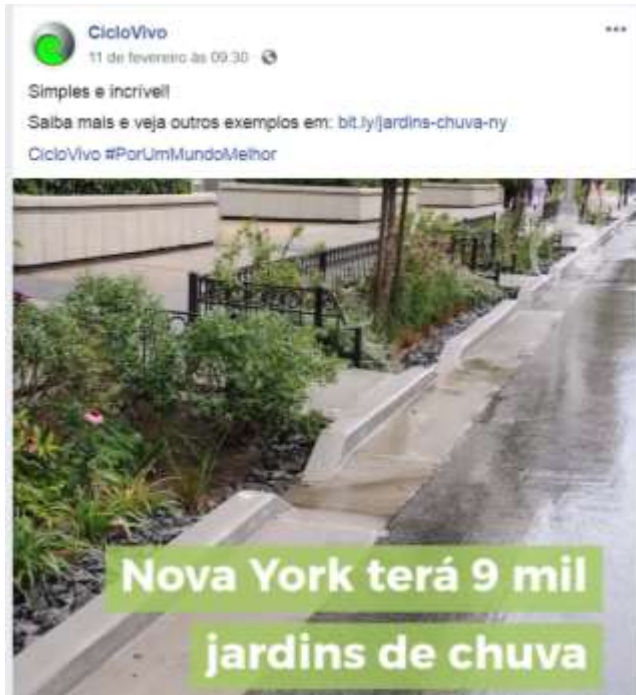 CicloVivo
11 de fevereiro às 09:30
Simples e incrível!
Saiba mais e veja outros exemplos em: bit.ly/jardins-chuva-ny
CicloVivo #PorUmMundoMelhor
Nova York terá 9 mil
jardins de chuva